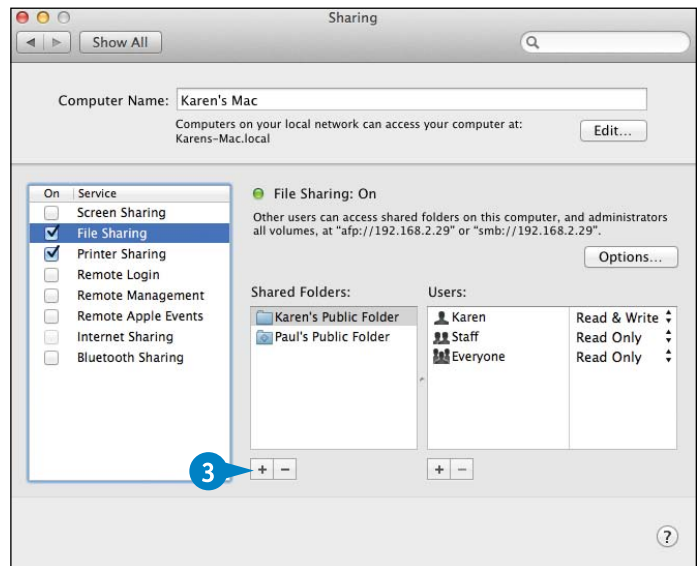 Sharing
Show All
Computer Name: Karen's Mac
Computers on your local network can access your computer at:
Karens-Mac.local
Edit...
On Service
Screen Sharing
File Sharing
Printer Sharing
Remote Login
Remote Management
Remote Apple Events
Internet Sharing
Bluetooth Sharing
File Sharing: On
Other users can access shared folders on this computer, and administrators
all volumes, at “afp://192.168.2.29” or “smb://192.168.2.29”.
Options...
Shared Folders:
Karen's Public Folder
Paul's Public Folder
Users:
Karen Read & Write
Staff Read Only
Everyone Read Only
3
+ −
+ −
?